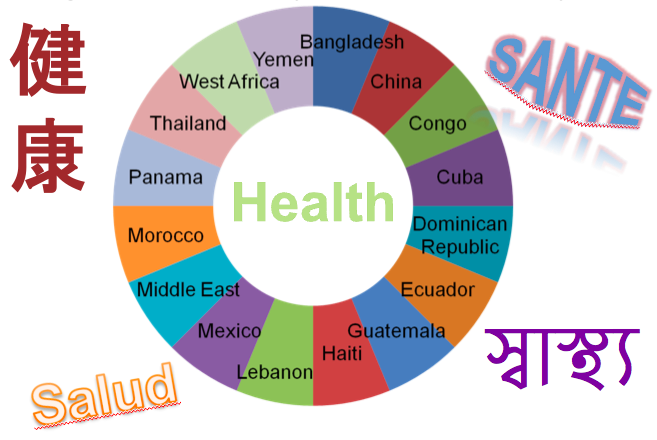 健
康
SANTE
Bangladesh
China
Congo
Cuba
Dominican
Republic
Ecuador
Guatemala
Haiti
Lebanon
Mexico
Middle East
Morocco
Panama
Thailand
West Africa
Yemen
Health
Salud
স্বাস্থ্য